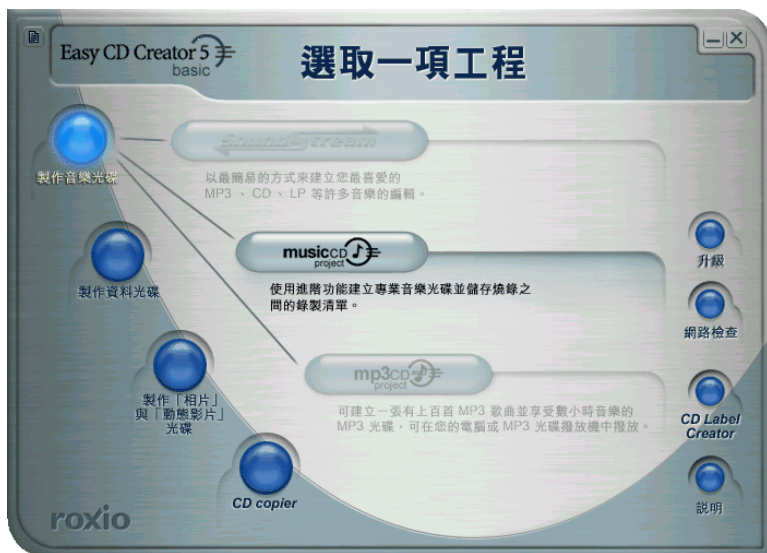 Easy CD Creator 5
basic
選取一項工程
製作音樂光碟
SoundStream
以最簡易的方式來建立您最喜愛的
MP3 、 CD 、 LP 等許多音樂的編輯。
製作資料光碟
musicCD
project
使用進階功能建立專業音樂光碟並儲存燒錄之
間的錄製清單。
製作「相片」
與「動態影片」
光碟
mp3CD
project
可建立一張有上百首 MP3 歌曲並享受數小時音樂的
MP3 光碟，可在您的電腦或 MP3 光碟撥放機中撥放。
CD copier
升級
網路檢查
CD Label
Creator
說明
roxio